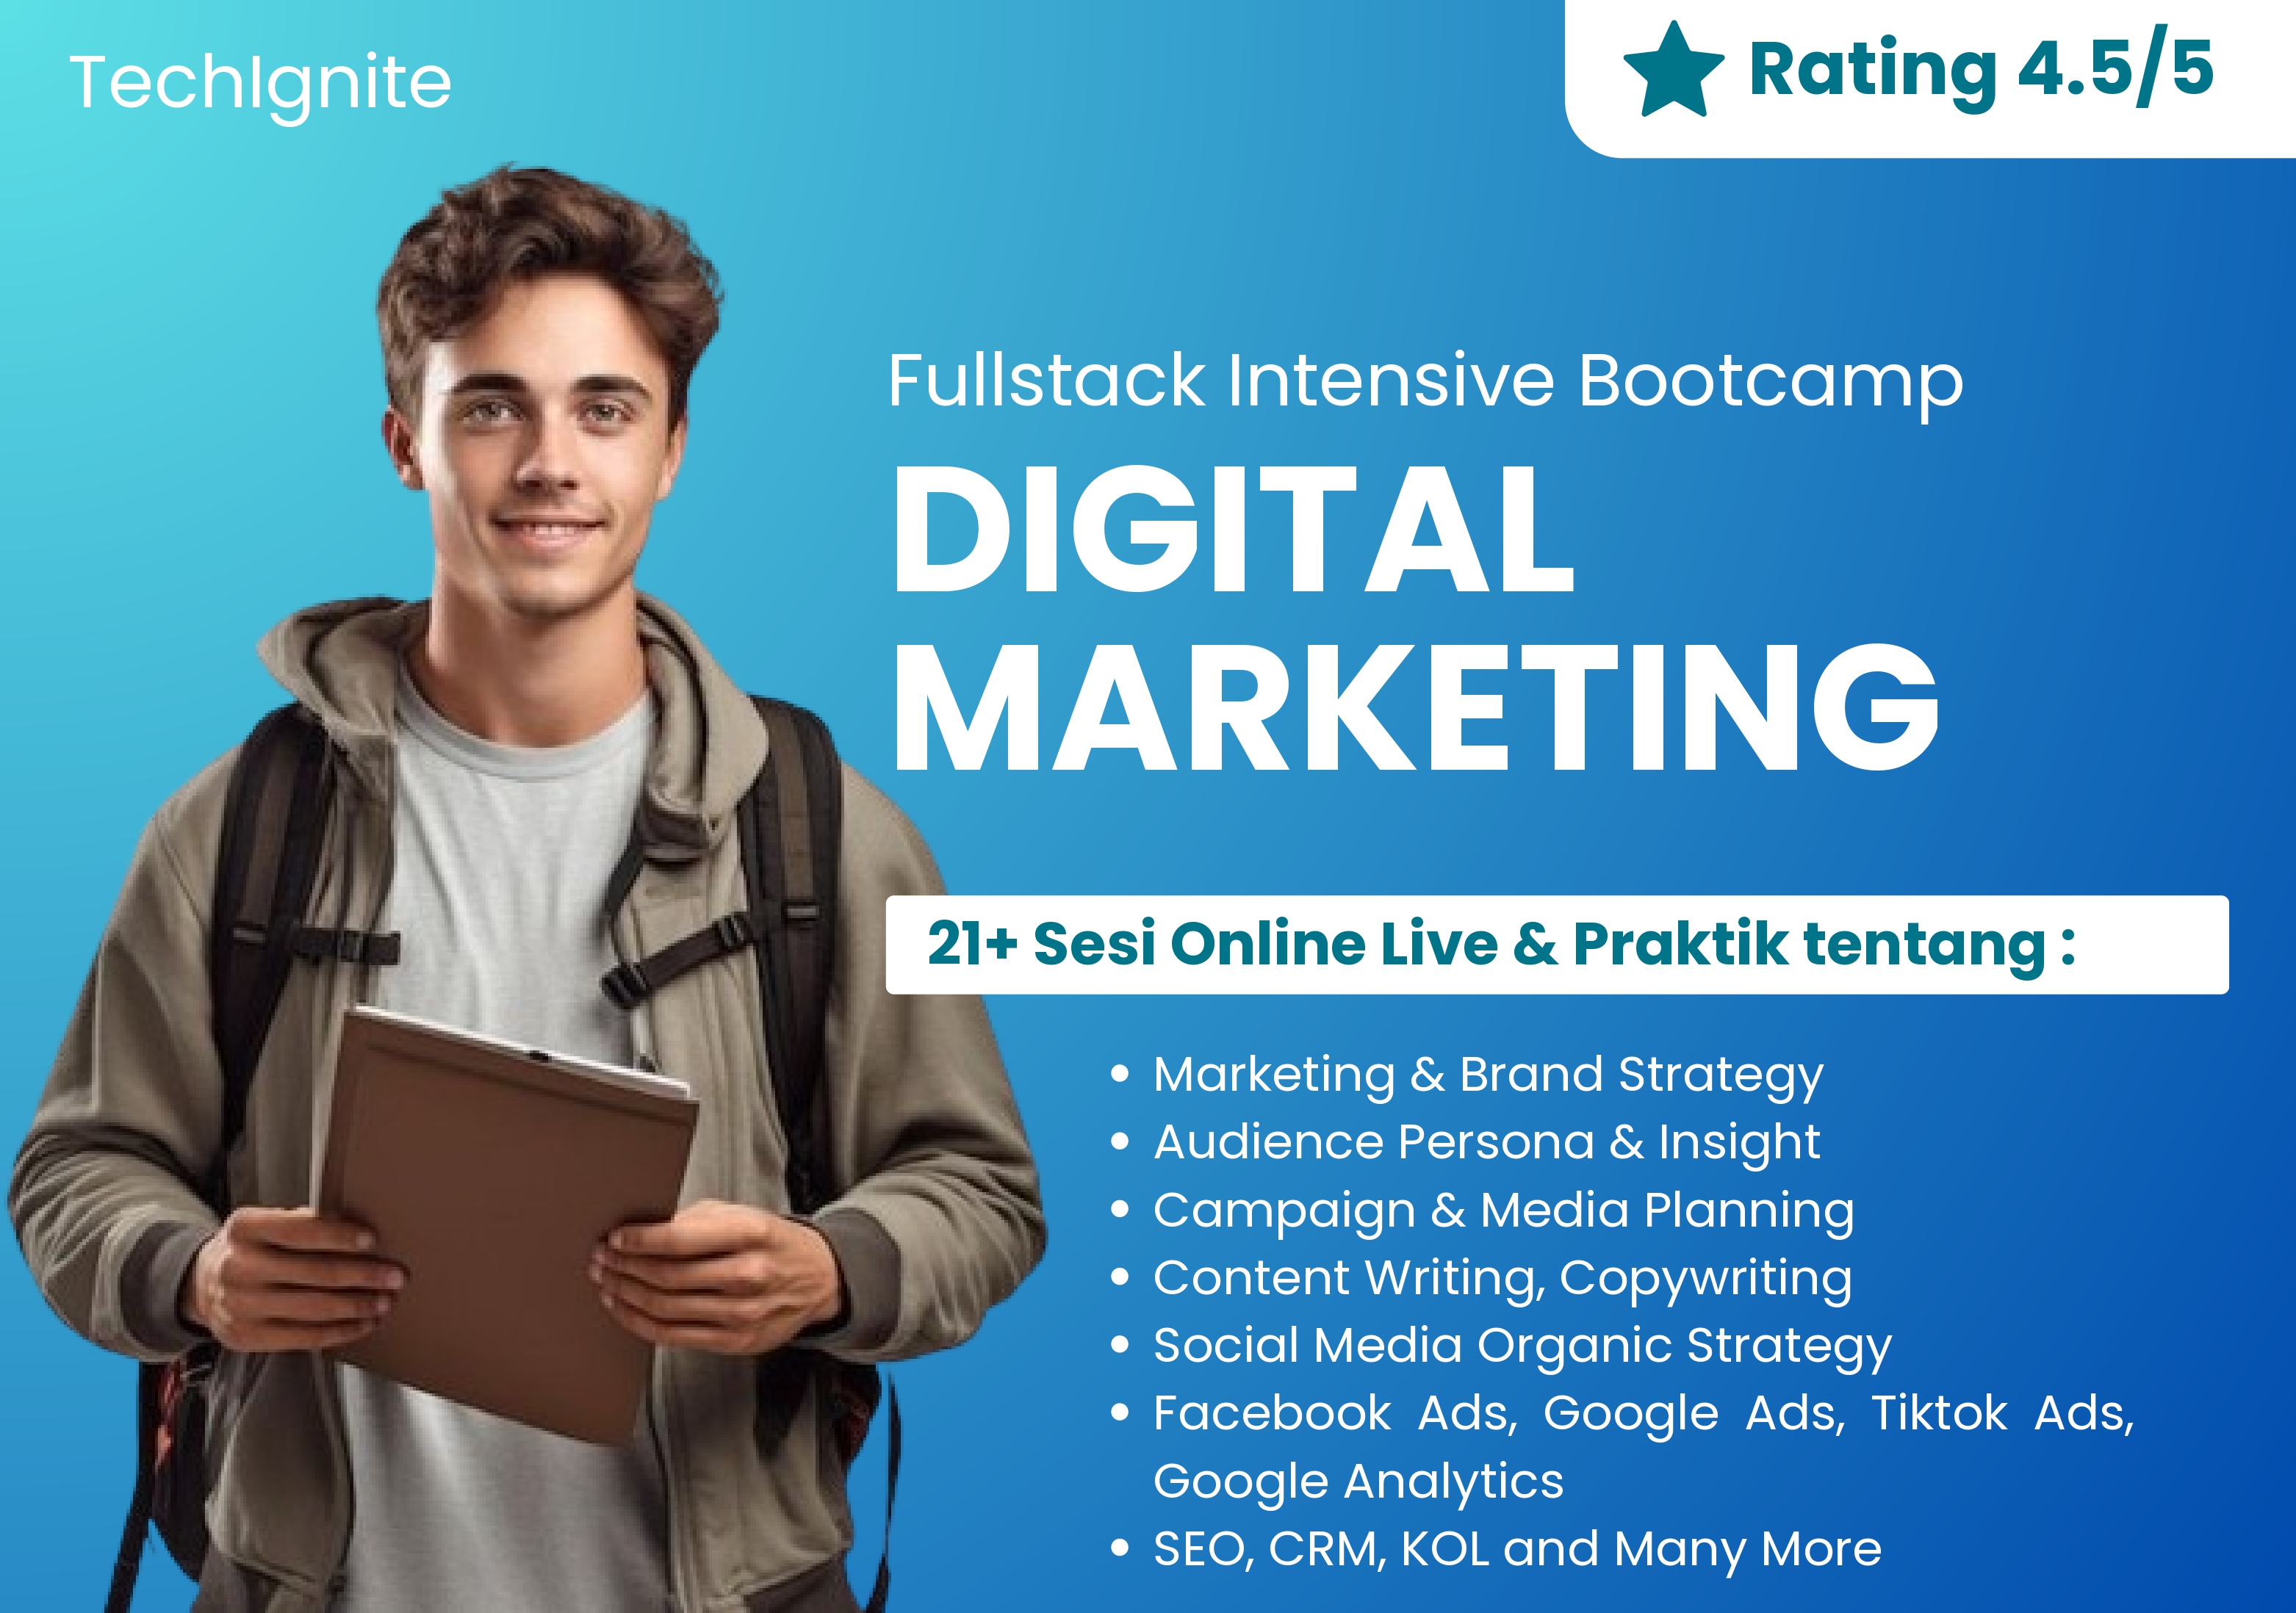 TechIgnite
Rating 4.5/5
Fullstack Intensive Bootcamp
DIGITAL
MARKETING
21+ Sesi Online Live & Praktik tentang :
• Marketing & Brand Strategy
• Audience Persona & Insight
• Campaign & Media Planning
• Content Writing, Copywriting
• Social Media Organic Strategy
• Facebook Ads, Google Ads, Tiktok Ads,
Google Analytics
• SEO, CRM, KOL and Many More